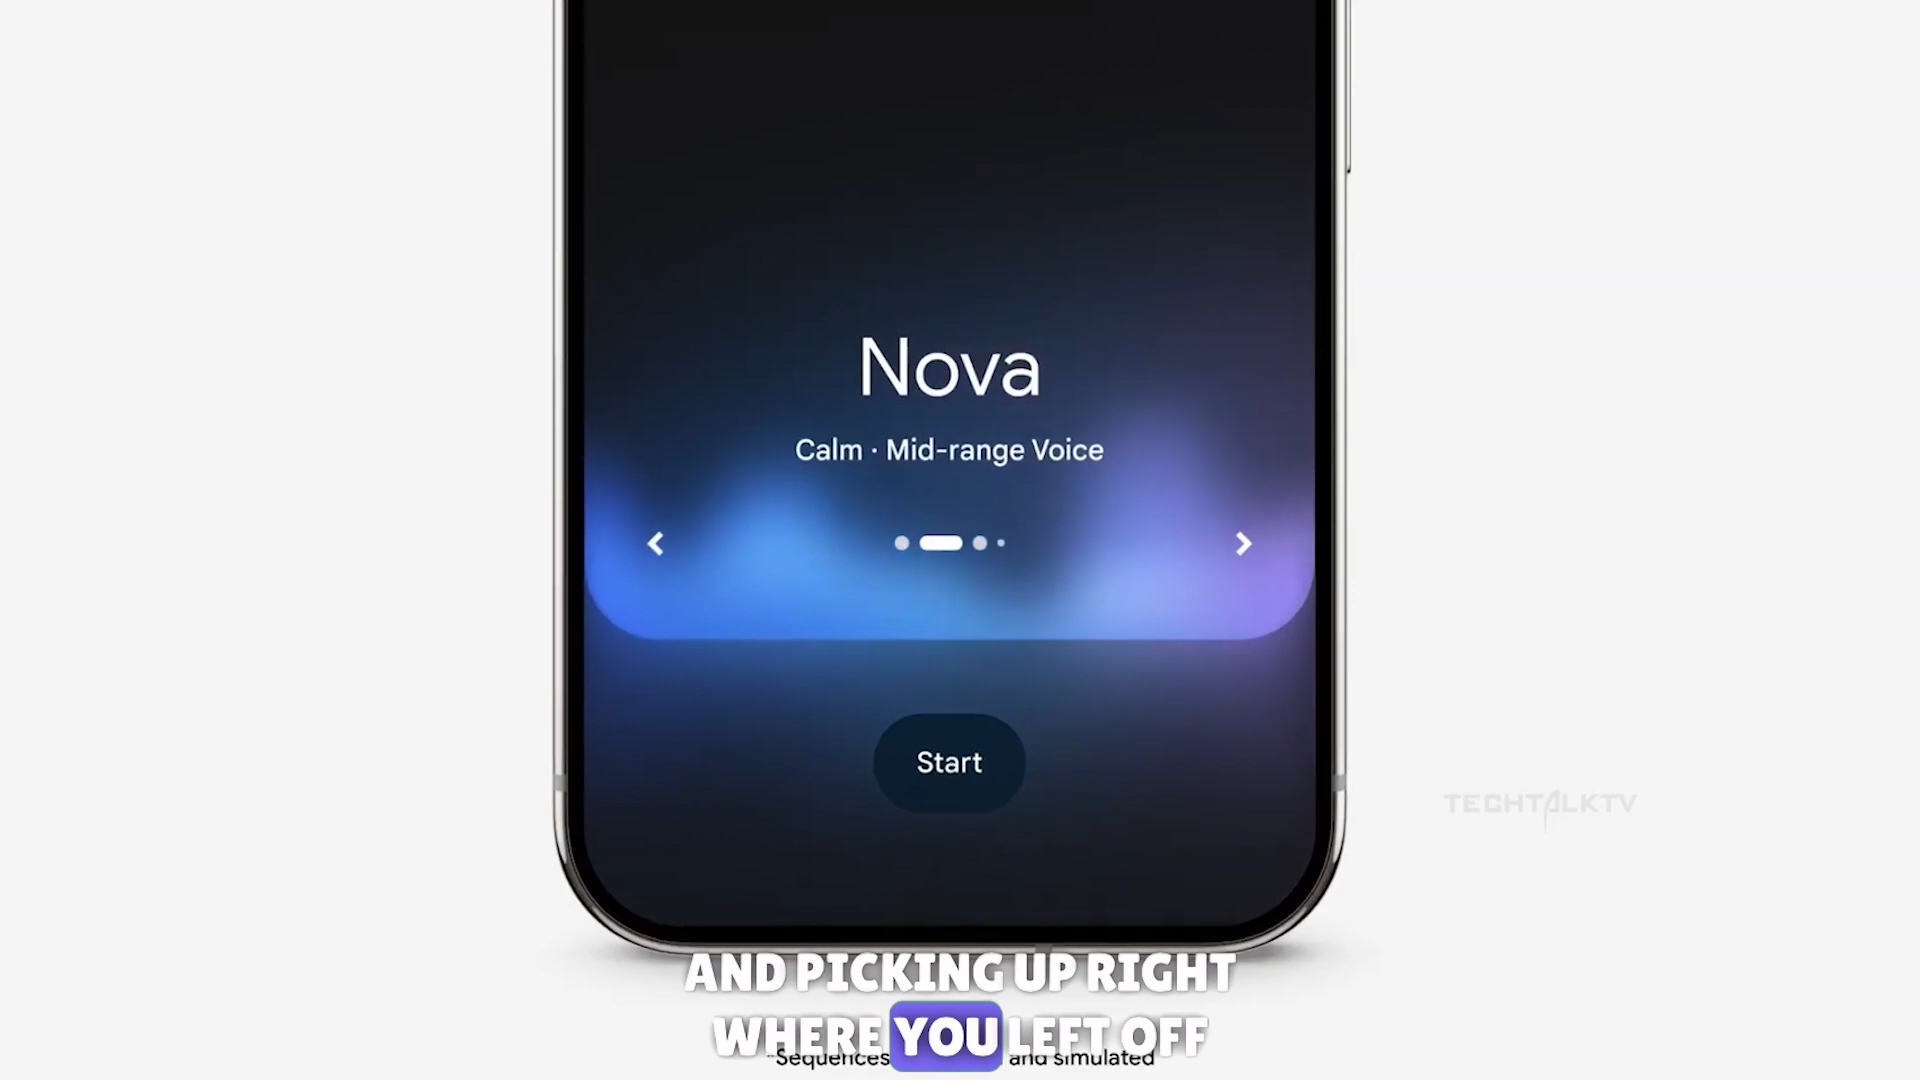 Nova
Calm · Mid-range Voice
Start
TECHTALKTV
AND PICKING UP RIGHT
WHERE YOU LEFT OFF
Sequences and simulated